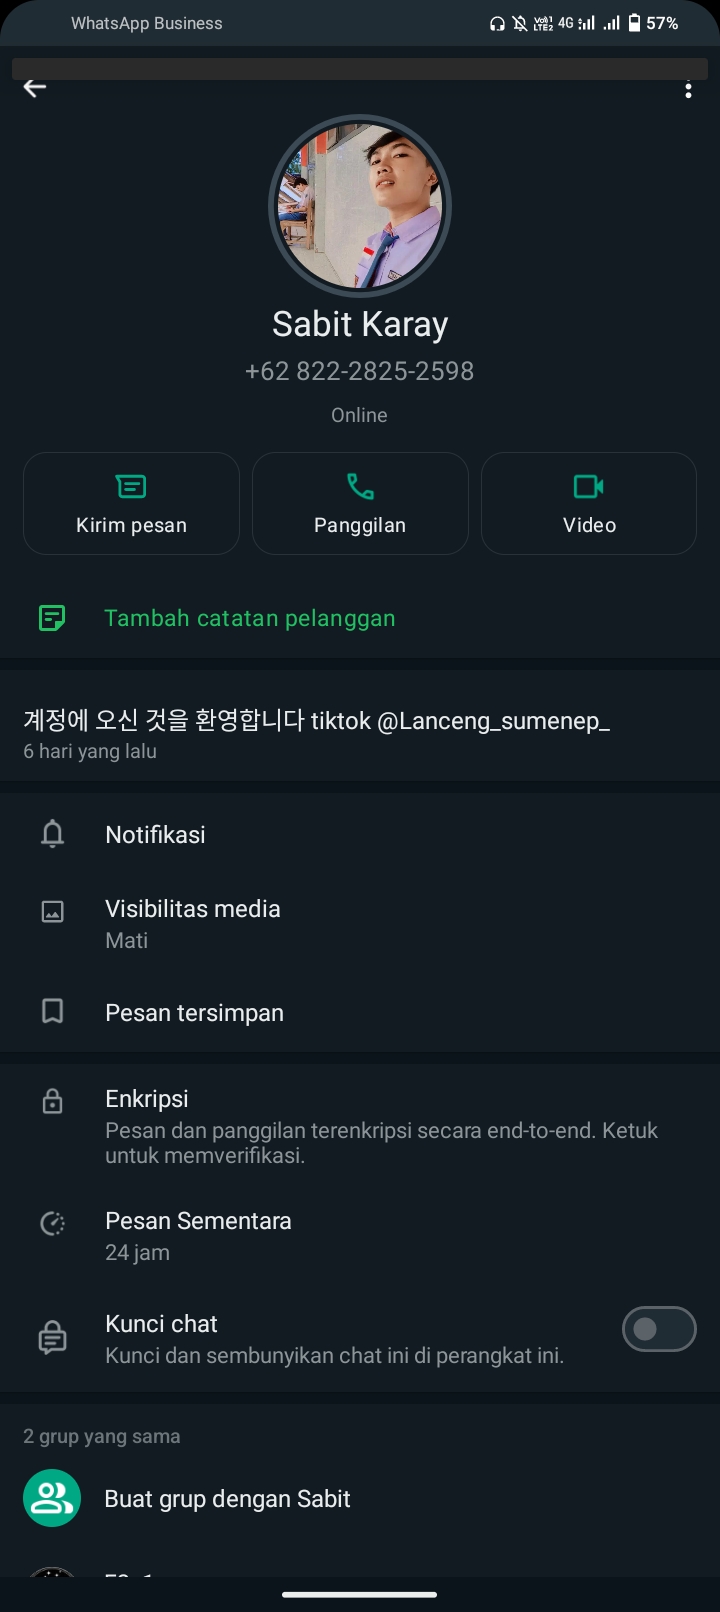 WhatsApp Business
4G
57%
Sabit Karay
+62 822-2825-2598
Online
Kirim pesan
Panggilan
Video
Tambah catatan pelanggan
계정에 오신 것을 환영합니다 tiktok @Lanceng_sumenep_
6 hari yang lalu
Notifikasi
Visibilitas media
Mati
Pesan tersimpan
Enkripsi
Pesan dan panggilan terenkripsi secara end-to-end. Ketuk
untuk memverifikasi.
Pesan Sementara
24 jam
Kunci chat
Kunci dan sembunyikan chat ini di perangkat ini.
2 grup yang sama
Buat grup dengan Sabit